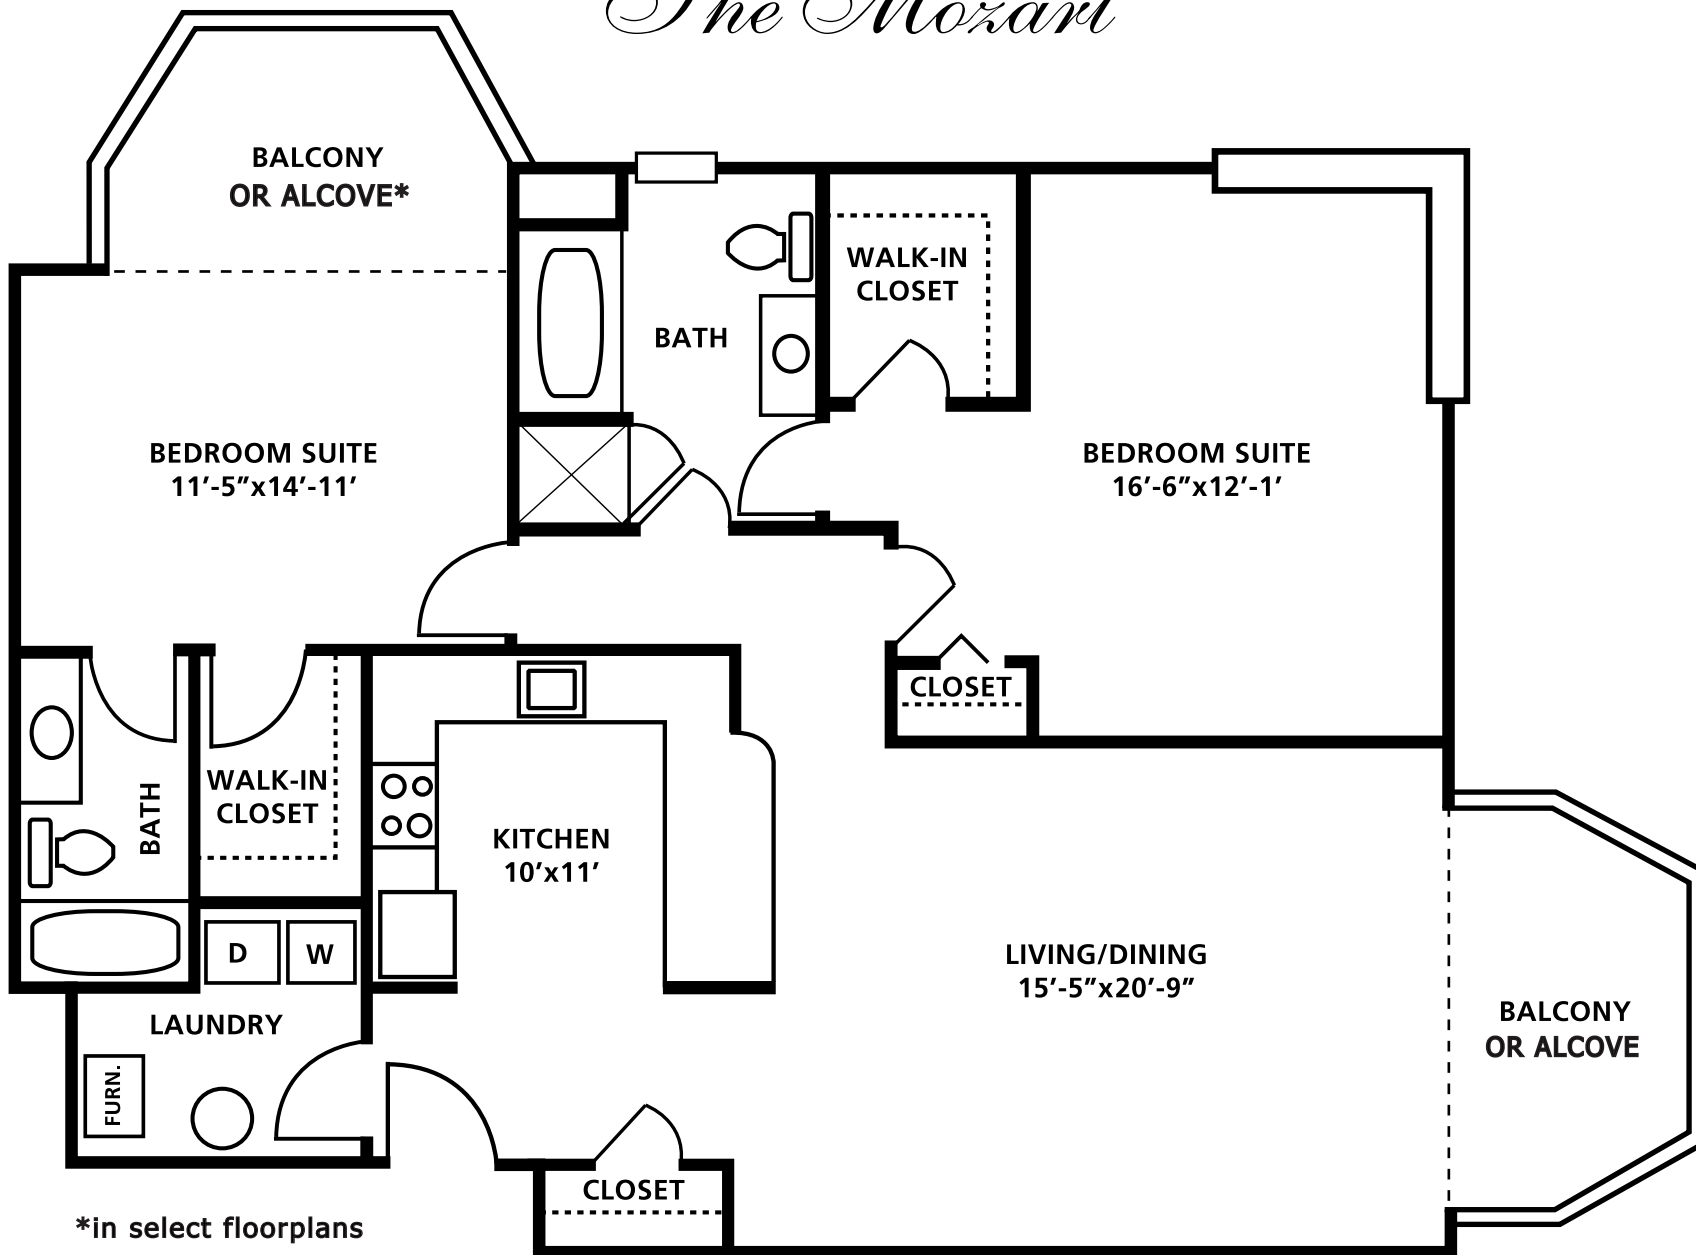 The Mozart
BALCONY
OR ALCOVE*
WALK-IN
CLOSET
BATH
BEDROOM SUITE
11’-5”x14’-11’
BEDROOM SUITE
16’-6”x12’-1’
CLOSET
WALK-IN
CLOSET
BATH
KITCHEN
10’x11’
D
W
LIVING/DINING
15’-5”x20’-9”
BALCONY
OR ALCOVE
LAUNDRY
FURN.
CLOSET
*in select floorplans